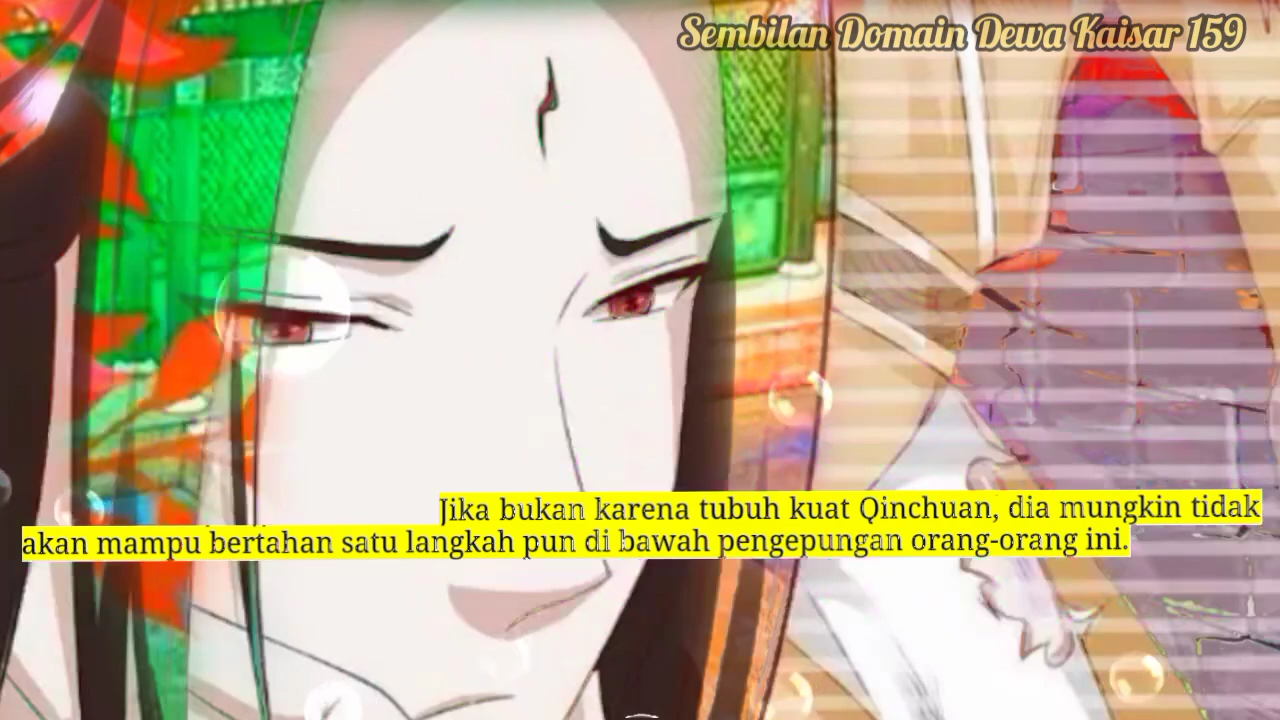 Sembilan Domain Dewa Kaisar 159
Jika bukan karena tubuh kuat Qinchuan, dia mungkin tidak
akan mampu bertahan satu langkah pun di bawah pengepungan orang-orang ini.